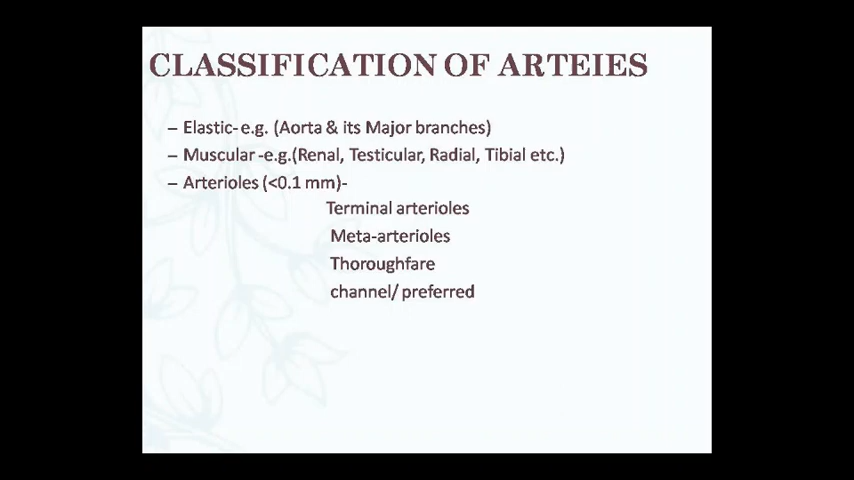 CLASSIFICATION OF ARTEIES
– Elastic- e.g. (Aorta & its Major branches)
– Muscular -e.g.(Renal, Testicular, Radial, Tibial etc.)
– Arterioles (<0.1 mm)-
Terminal arterioles
Meta-arterioles
Thoroughfare
channel/ preferred